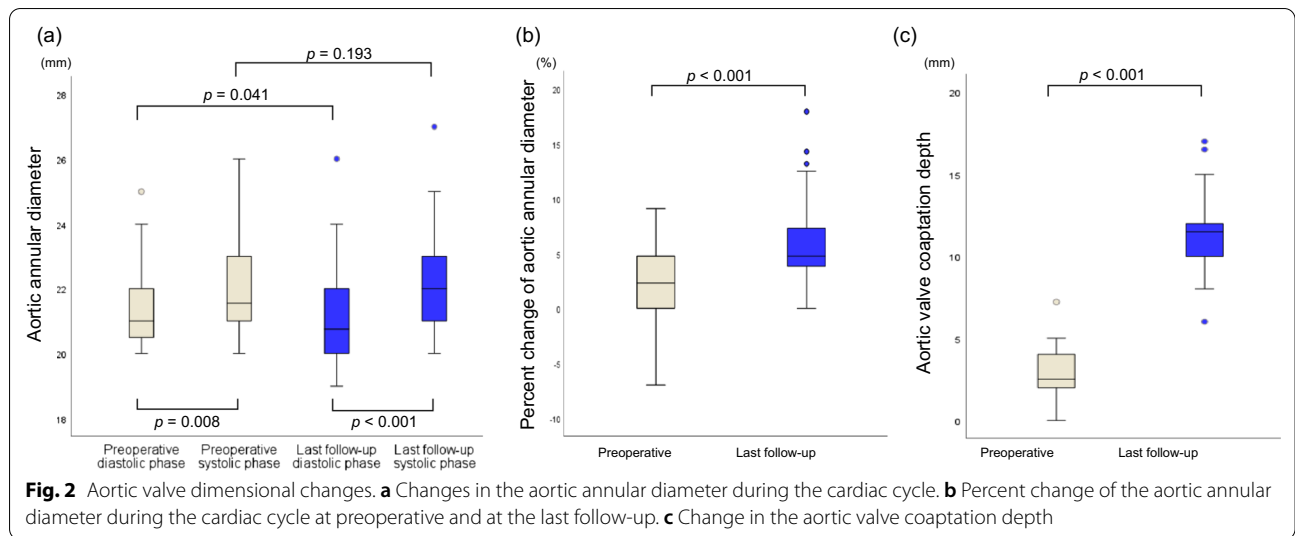 (a)
(mm)
Aortic annular diameter
28
26
24
22
20
18
p = 0.193
p = 0.041
p = 0.008
p < 0.001
Preoperative diastolic phase
Preoperative systolic phase
Last follow-up diastolic phase
Last follow-up systolic phase
(b)
(%)
Percent change of aortic annular diameter
20
15
10
5
0
-5
-10
p < 0.001
Preoperative
Last follow-up
(c)
(mm)
Aortic valve coaptation depth
20
15
10
5
0
p < 0.001
Preoperative
Last follow-up
Fig. 2 Aortic valve dimensional changes. a Changes in the aortic annular diameter during the cardiac cycle. b Percent change of the aortic annular
diameter during the cardiac cycle at preoperative and at the last follow-up. c Change in the aortic valve coaptation depth